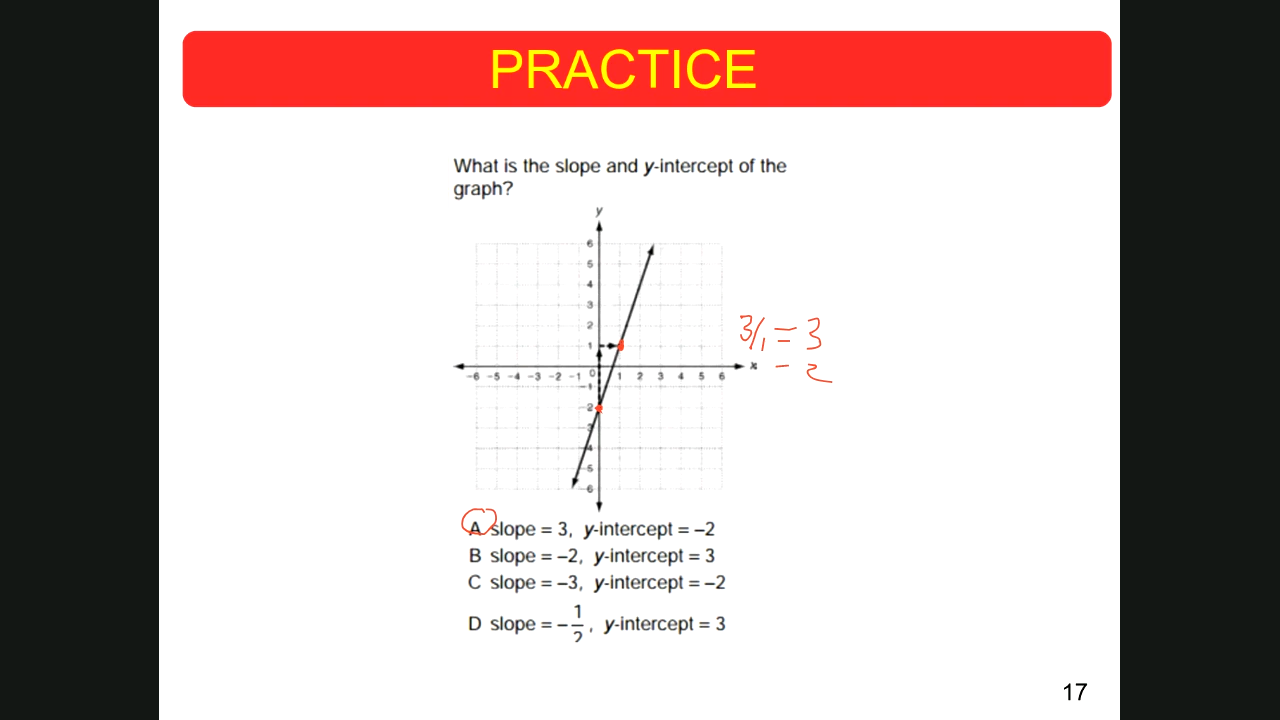 PRACTICE
What is the slope and y-intercept of the
graph?
y
6
5
4
3
2
1
-6 -5 -4 -3 -2 -1 0 1 2 3 4 5 6 x
-1
-2
-3
-4
-5
-6
3/1 = 3
- 2
A slope = 3, y-intercept = –2
B slope = –2, y-intercept = 3
C slope = –3, y-intercept = –2
D slope = –1/2, y-intercept = 3
17